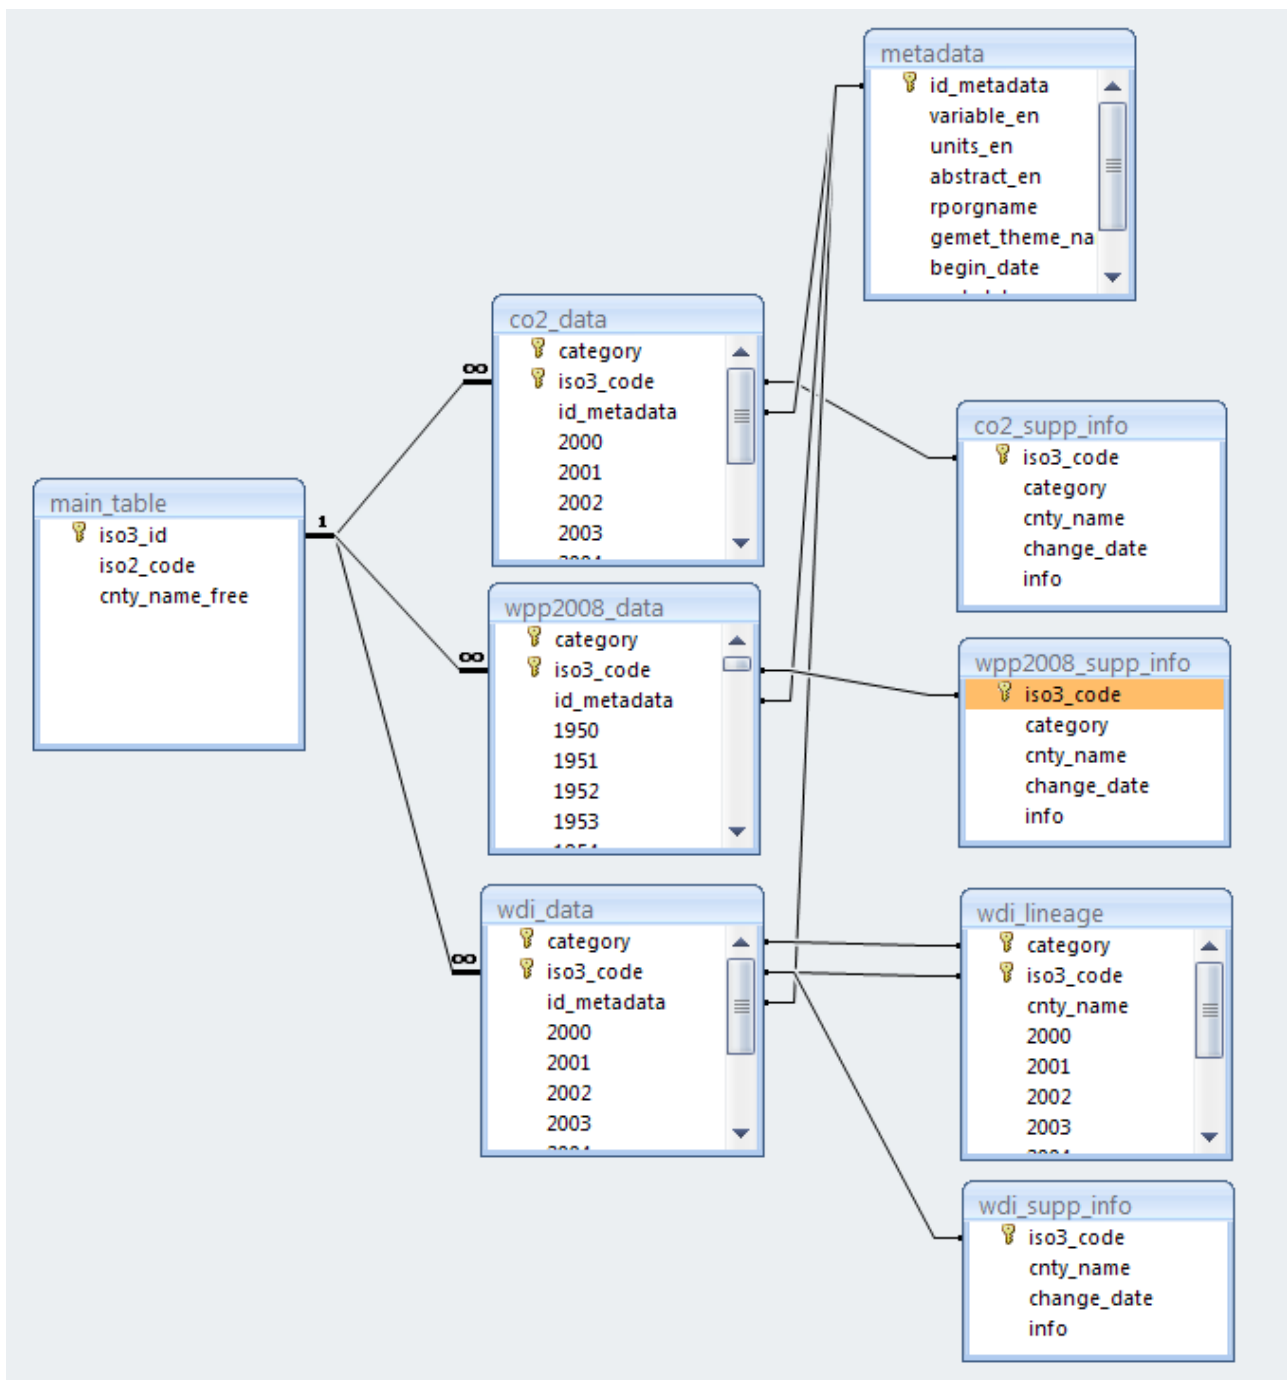 metadata
id_metadata
variable_en
units_en
abstract_en
rporgname
gemet_theme_na
begin_date
co2_data
category
iso3_code
id_metadata
2000
2001
2002
2003
co2_supp_info
iso3_code
category
cnty_name
change_date
info
main_table
iso3_id
iso2_code
cnty_name_free
1
∞
∞
∞
wpp2008_data
category
iso3_code
id_metadata
1950
1951
1952
1953
wpp2008_supp_info
iso3_code
category
cnty_name
change_date
info
wdi_data
category
iso3_code
id_metadata
2000
2001
2002
2003
wdi_lineage
category
iso3_code
cnty_name
2000
2001
2002
2003
wdi_supp_info
iso3_code
cnty_name
change_date
info